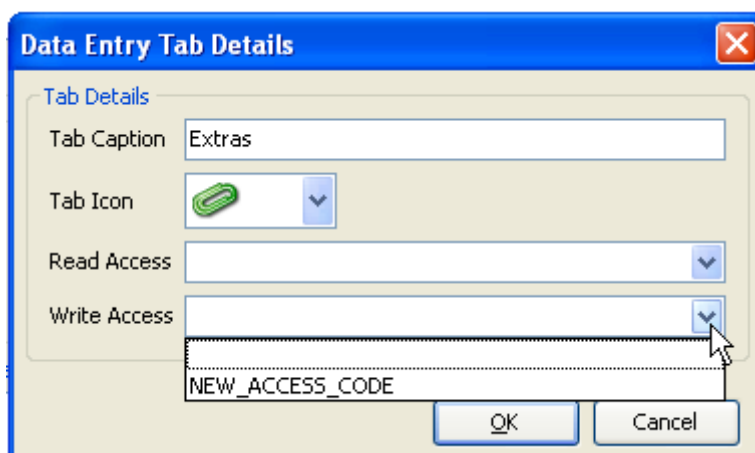 Data Entry Tab Details
Tab Details
Tab Caption Extras
Tab Icon
Read Access
Write Access
NEW_ACCESS_CODE
OK Cancel